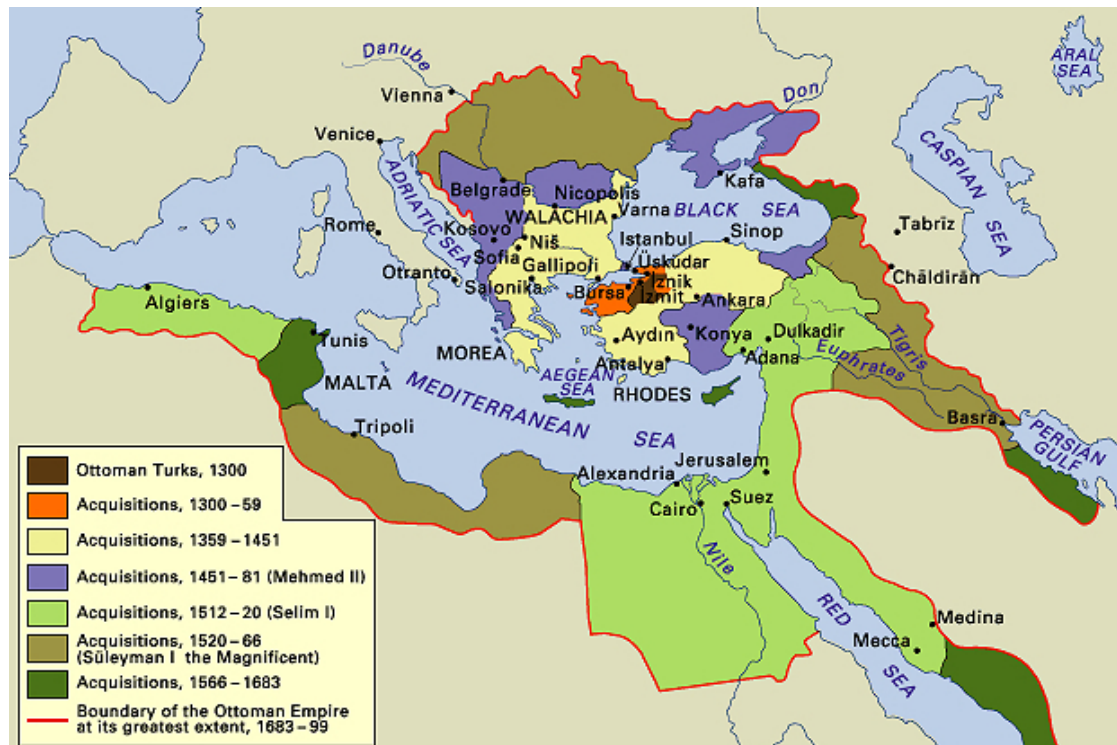 Danube
Vienna
Don
ARAL
SEA
Venice
CASPIAN
SEA
ADRIATIC
SEA
Belgrade
Nicopolis
Kafa
WALACHIA
Varna
BLACK SEA
Rome
Kosovo
Niš
Sinop
Tabrīz
Sofia
Istanbul
Üsküdar
Otranto
Gallipoli
Chāldirān
Salonika
Bursa
İznik
İzmit
Ankara
Algiers
Tunis
Aydın
Konya
Dulkadir
Tigris
MOREA
Antalya
Adana
Euphrates
MALTA
AEGEAN
SEA
RHODES
MEDITERRANEAN
SEA
Basra
PERSIAN
GULF
Tripoli
Alexandria
Jerusalem
Cairo
Suez
Nile
RED
SEA
Medina
Mecca
Ottoman Turks, 1300
Acquisitions, 1300–59
Acquisitions, 1359–1451
Acquisitions, 1451–81 (Mehmed II)
Acquisitions, 1512–20 (Selim I)
Acquisitions, 1520–66
(Süleyman I the Magnificent)
Acquisitions, 1566–1683
Boundary of the Ottoman Empire
at its greatest extent, 1683–99